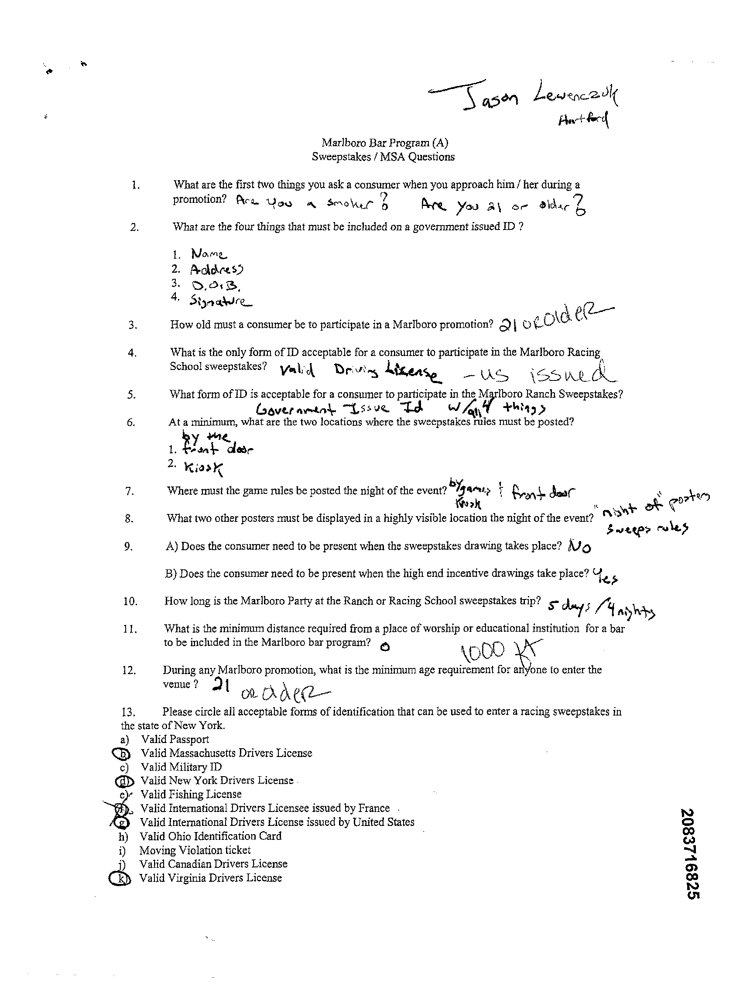 Jason Lewenczuk
Hartford
Marlboro Bar Program (A)
Sweepstakes / MSA Questions
1. What are the first two things you ask a consumer when you approach him / her during a
promotion? Are you a smoker? Are you 21 or older?
2. What are the four things that must be included on a government issued ID ?
1. Name
2. Address
3. D.O.B.
4. Signature
3. How old must a consumer be to participate in a Marlboro promotion? 21 or older
4. What is the only form of ID acceptable for a consumer to participate in the Marlboro Racing
School sweepstakes? Valid Driving License - US issued
5. What form of ID is acceptable for a consumer to participate in the Marlboro Ranch Sweepstakes?
Government Issue Id w/ all 4 things
6. At a minimum, what are the two locations where the sweepstakes rules must be posted?
by the
1. front door
2. Kiosk
7. Where must the game rules be posted the night of the event? by games & front door
Kiosk
8. What two other posters must be displayed in a highly visible location the night of the event? "night of" posters
Sweeps rules
9. A) Does the consumer need to be present when the sweepstakes drawing takes place? No
B) Does the consumer need to be present when the high end incentive drawings take place? Yes
10. How long is the Marlboro Party at the Ranch or Racing School sweepstakes trip? 5 days / 4 nights
11. What is the minimum distance required from a place of worship or educational institution for a bar
to be included in the Marlboro bar program? 0 1000 ft
12. During any Marlboro promotion, what is the minimum age requirement for anyone to enter the
venue ? 21 or older
13. Please circle all acceptable forms of identification that can be used to enter a racing sweepstakes in
the state of New York.
a) Valid Passport
b) Valid Massachusetts Drivers License
c) Valid Military ID
d) Valid New York Drivers License
e) Valid Fishing License
f) Valid International Drivers Licensee issued by France
g) Valid International Drivers License issued by United States
h) Valid Ohio Identification Card
i) Moving Violation ticket
j) Valid Canadian Drivers License
k) Valid Virginia Drivers License
2083716825